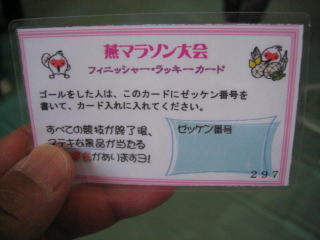 燕マラソン大会
フィニッシャー・ラッキーカード
ゴールをした人は、このカードにゼッケン番号を
書いて、カード入れに入れてください。
すべての競技が終了後、
ステキな景品が当たる
がありますヨ!
ゼッケン番号
297